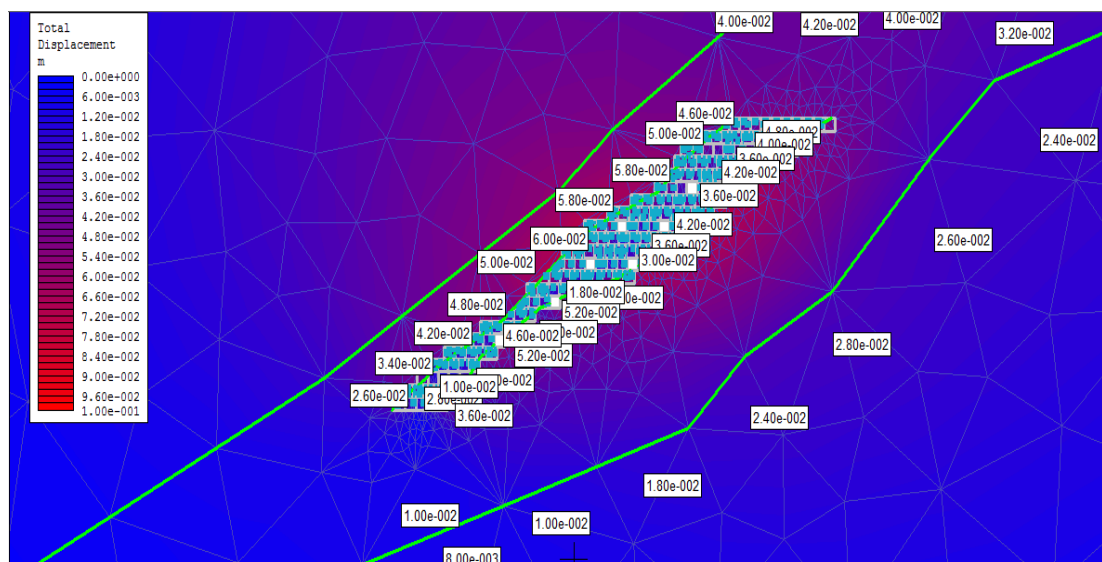 Total
Displacement
m
0.00e+000
6.00e-003
1.20e-002
1.80e-002
2.40e-002
3.00e-002
3.60e-002
4.20e-002
4.80e-002
5.40e-002
6.00e-002
6.60e-002
7.20e-002
7.80e-002
8.40e-002
9.00e-002
9.60e-002
1.00e-001
4.00e-002
4.20e-002
4.00e-002
3.20e-002
4.60e-002
4.80e-002
5.00e-002
4.00e-002
2.40e-002
3.60e-002
5.80e-002
4.20e-002
3.60e-002
5.80e-002
4.20e-002
6.00e-002
3.60e-002
2.60e-002
5.00e-002
3.00e-002
1.80e-002
4.80e-002
5.20e-002
4.20e-002
4.60e-002
2.80e-002
5.20e-002
3.40e-002
1.00e-002
2.60e-002
2.80e-002
3.60e-002
2.40e-002
1.80e-002
1.00e-002
1.00e-002
8.00e-003